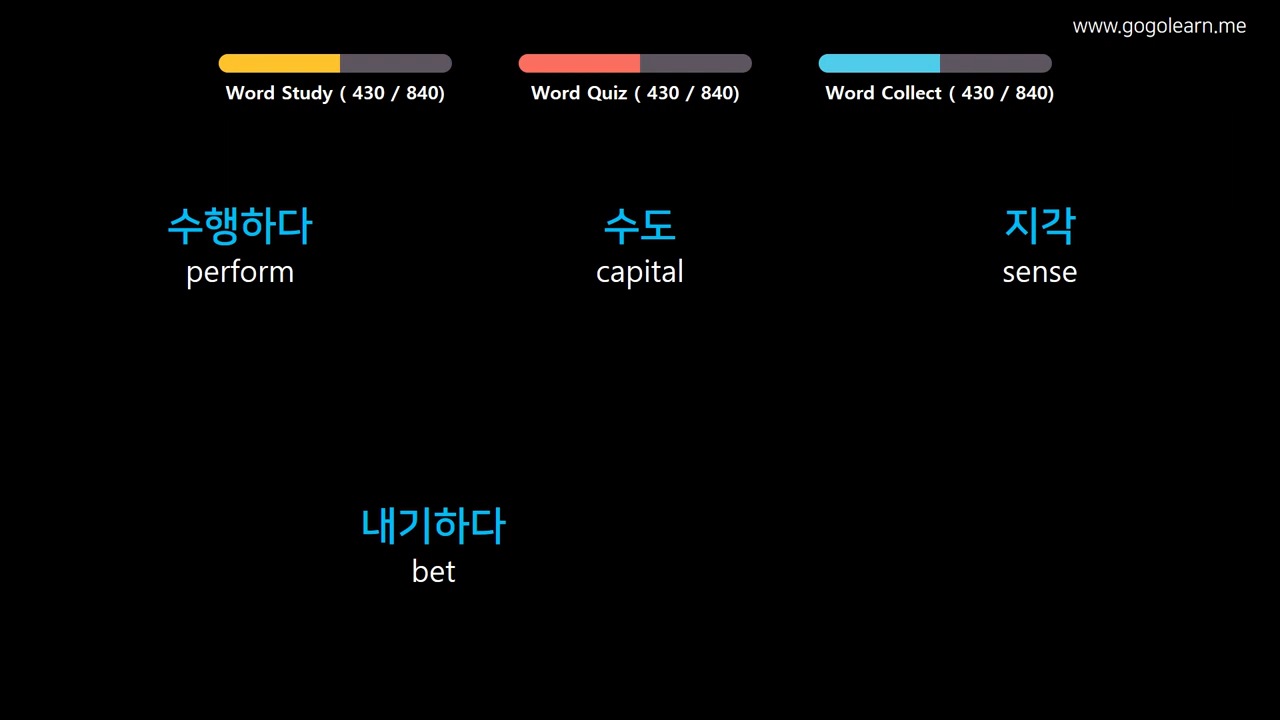 www.gogolearn.me
Word Study ( 430 / 840)
Word Quiz ( 430 / 840)
Word Collect ( 430 / 840)
수행하다
perform
수도
capital
지각
sense
내기하다
bet